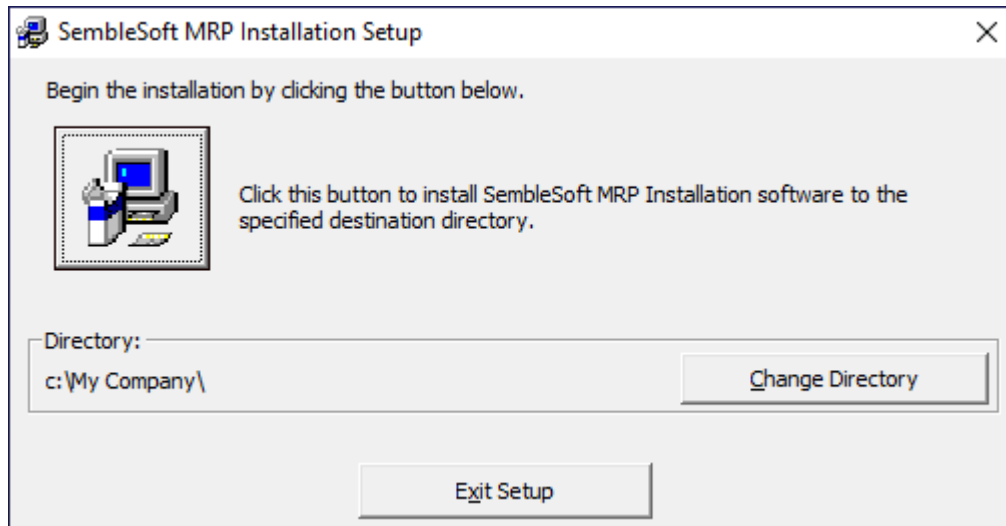 SembleSoft MRP Installation Setup
Begin the installation by clicking the button below.
Click this button to install SembleSoft MRP Installation software to the
specified destination directory.
Directory:
c:\My Company\
Change Directory
Exit Setup